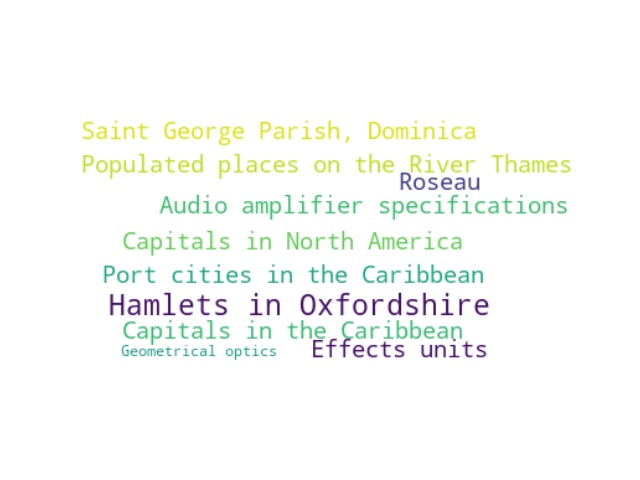 Saint George Parish, Dominica
Populated places on the River Thames
Roseau
Audio amplifier specifications
Capitals in North America
Port cities in the Caribbean
Hamlets in Oxfordshire
Capitals in the Caribbean
Geometrical optics
Effects units